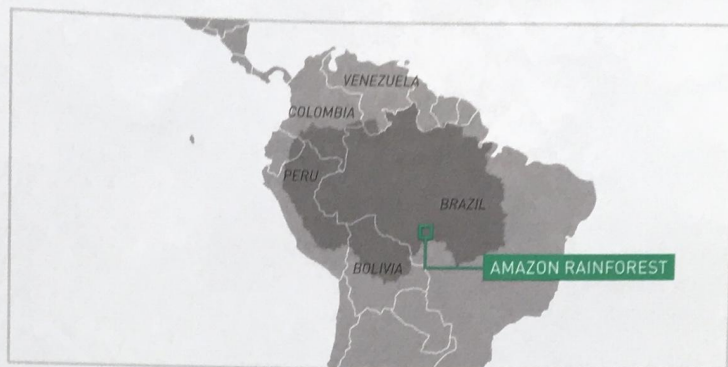 VENEZUELA
COLOMBIA
PERU
BRAZIL
BOLIVIA
AMAZON RAINFOREST